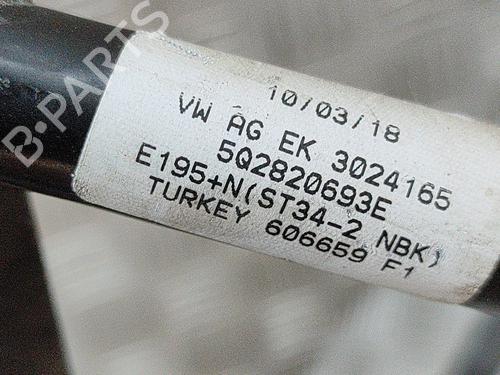 B-PARTS
10/03/18
VW AG EK 3024165
5Q2820693E
E195+N(ST34-2 NBK)
TURKEY 606659 F1